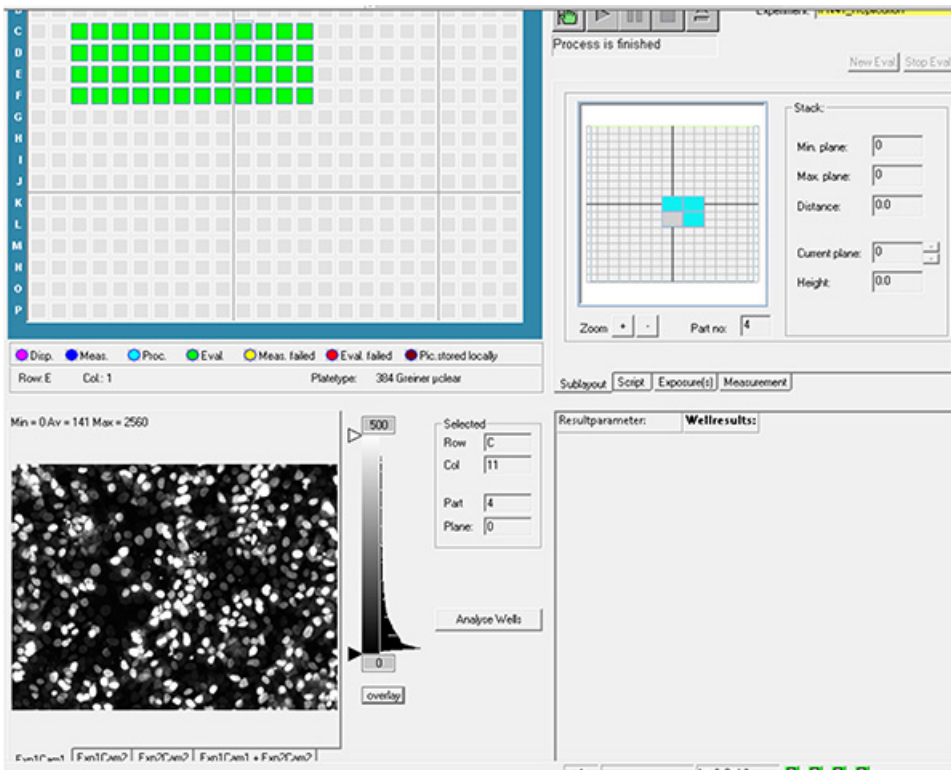 C
D
E
F
G
H
I
J
K
L
M
N
O
P
Disp. Meas. Proc. Eval. Meas. failed Eval. failed Pic.stored locally
Row: E Col.: 1 Platetype: 384 Greiner µclear
Experiment:
Process is finished
New Eval Stop Eval
Stack:
Min. plane: 0
Max. plane: 0
Distance: 0.0
Current plane: 0
Height: 0.0
Zoom + - Part no: 4
Sublayout Script Exposure(s) Measurement
Min = 0 Av = 141 Max = 2560
500
0
overlay
Selected
Row C
Col 11
Part 4
Plane: 0
Analyse Wells
Exp1Cam1 Exp1Cam2 Exp2Cam2 Exp1Cam1 + Exp2Cam2
Resultparameter: Wellresults: